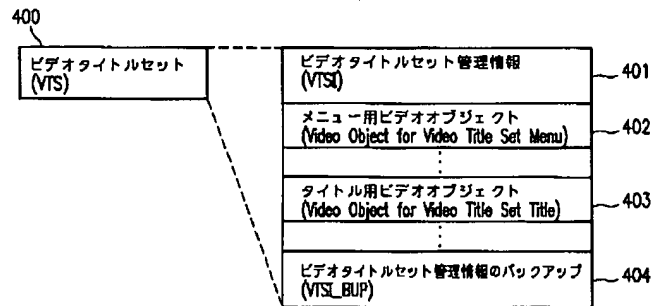 400
ビデオタイトルセット
(VTS)
ビデオタイトルセット管理情報
(VTSI)
401
メニュー用ビデオオブジェクト
(Video Object for Video Title Set Menu)
402
タイトル用ビデオオブジェクト
(Video Object for Video Title Set Title)
403
ビデオタイトルセット管理情報のバックアップ
(VTSI_BUP)
404